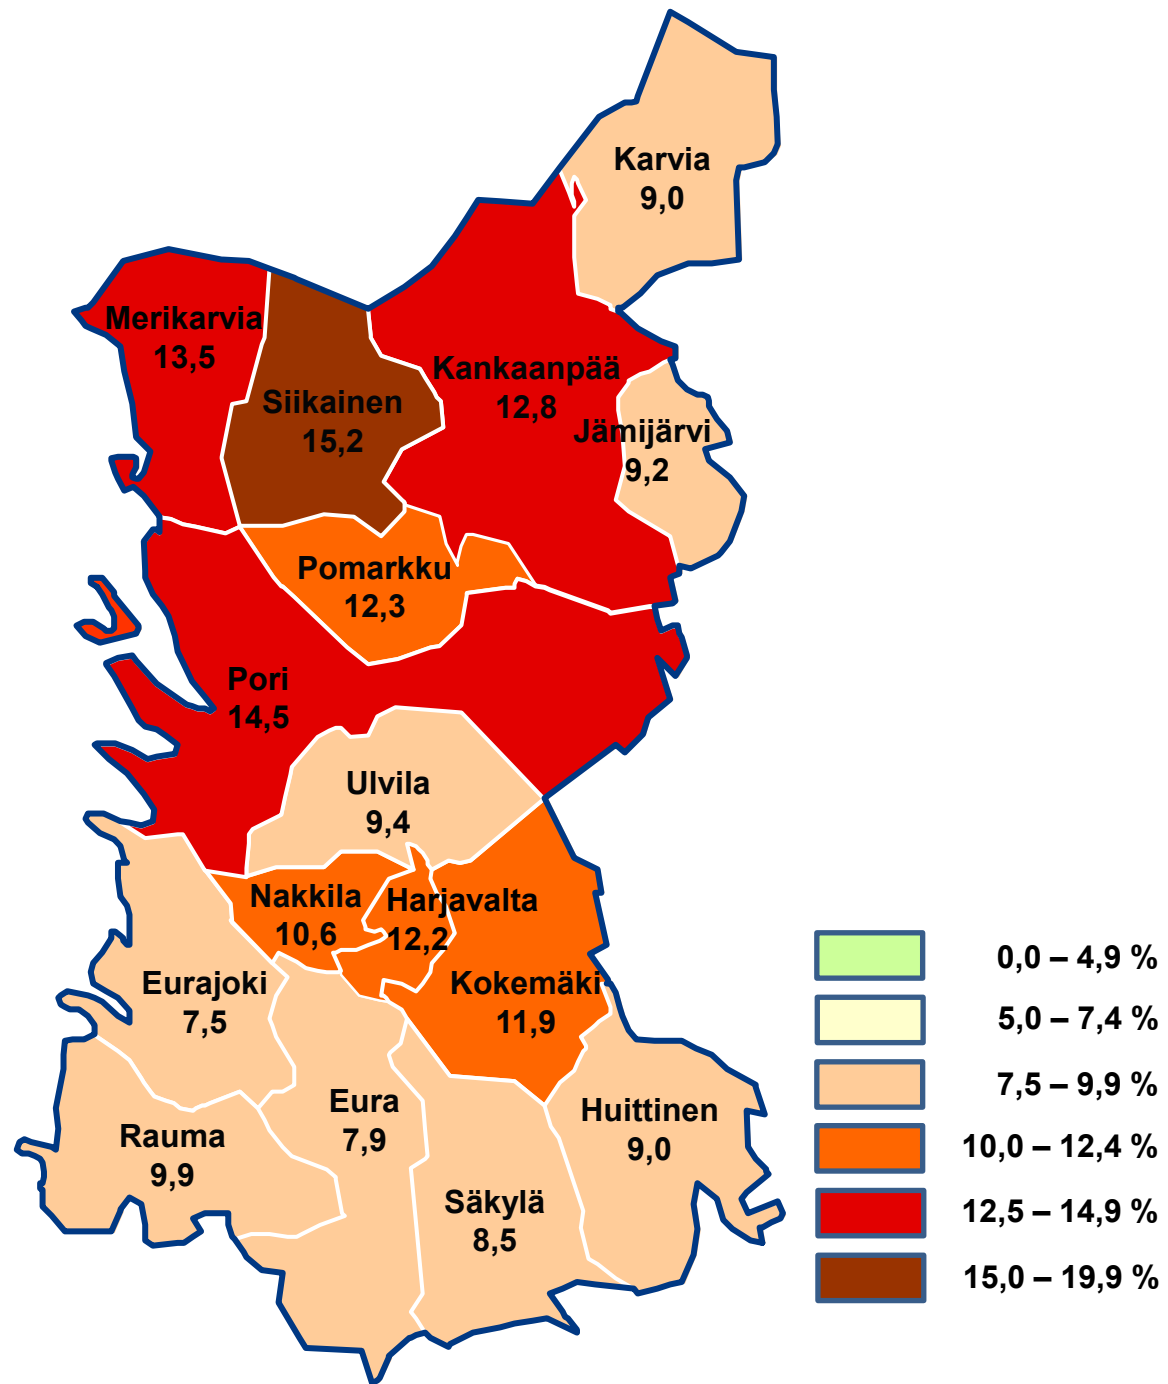 Karvia
9,0
Merikarvia
13,5
Kankaanpää
12,8
Siikainen
15,2
Jämijärvi
9,2
Pomarkku
12,3
Pori
14,5
Ulvila
9,4
Nakkila
10,6
Harjavalta
12,2
Eurajoki
7,5
Kokemäki
11,9
Eura
7,9
Huittinen
9,0
Rauma
9,9
Säkylä
8,5
0,0 – 4,9 %
5,0 – 7,4 %
7,5 – 9,9 %
10,0 – 12,4 %
12,5 – 14,9 %
15,0 – 19,9 %